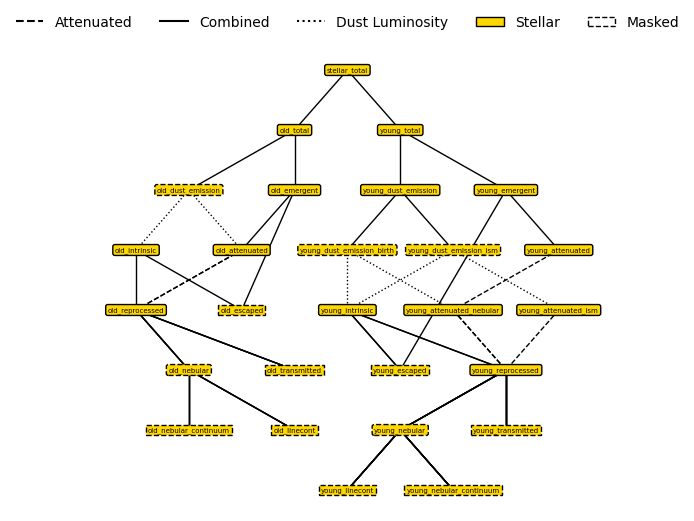 Attenuated Combined Dust Luminosity Stellar Masked
stellar_total
old_total young_total
old_dust_emission old_emergent young_dust_emission young_emergent
old_intrinsic old_attenuated young_dust_emission_birth young_dust_emission_ism young_attenuated
old_reprocessed old_escaped young_intrinsic young_attenuated_nebular young_attenuated_ism
old_nebular old_transmitted young_escaped young_reprocessed
old_nebular_continuum old_linecont young_nebular young_transmitted
young_linecont young_nebular_continuum